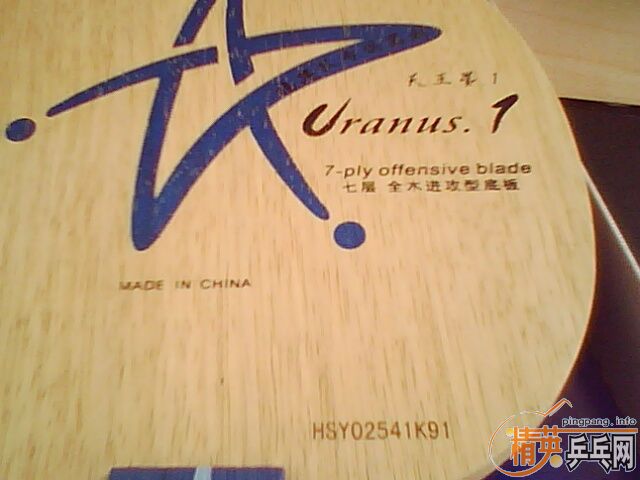 天王星 1
Uranus. 1
7-ply offensive blade
七层 全木进攻型底板
MADE IN CHINA
HSY02541K91
pingpang.info
精英乒乓网